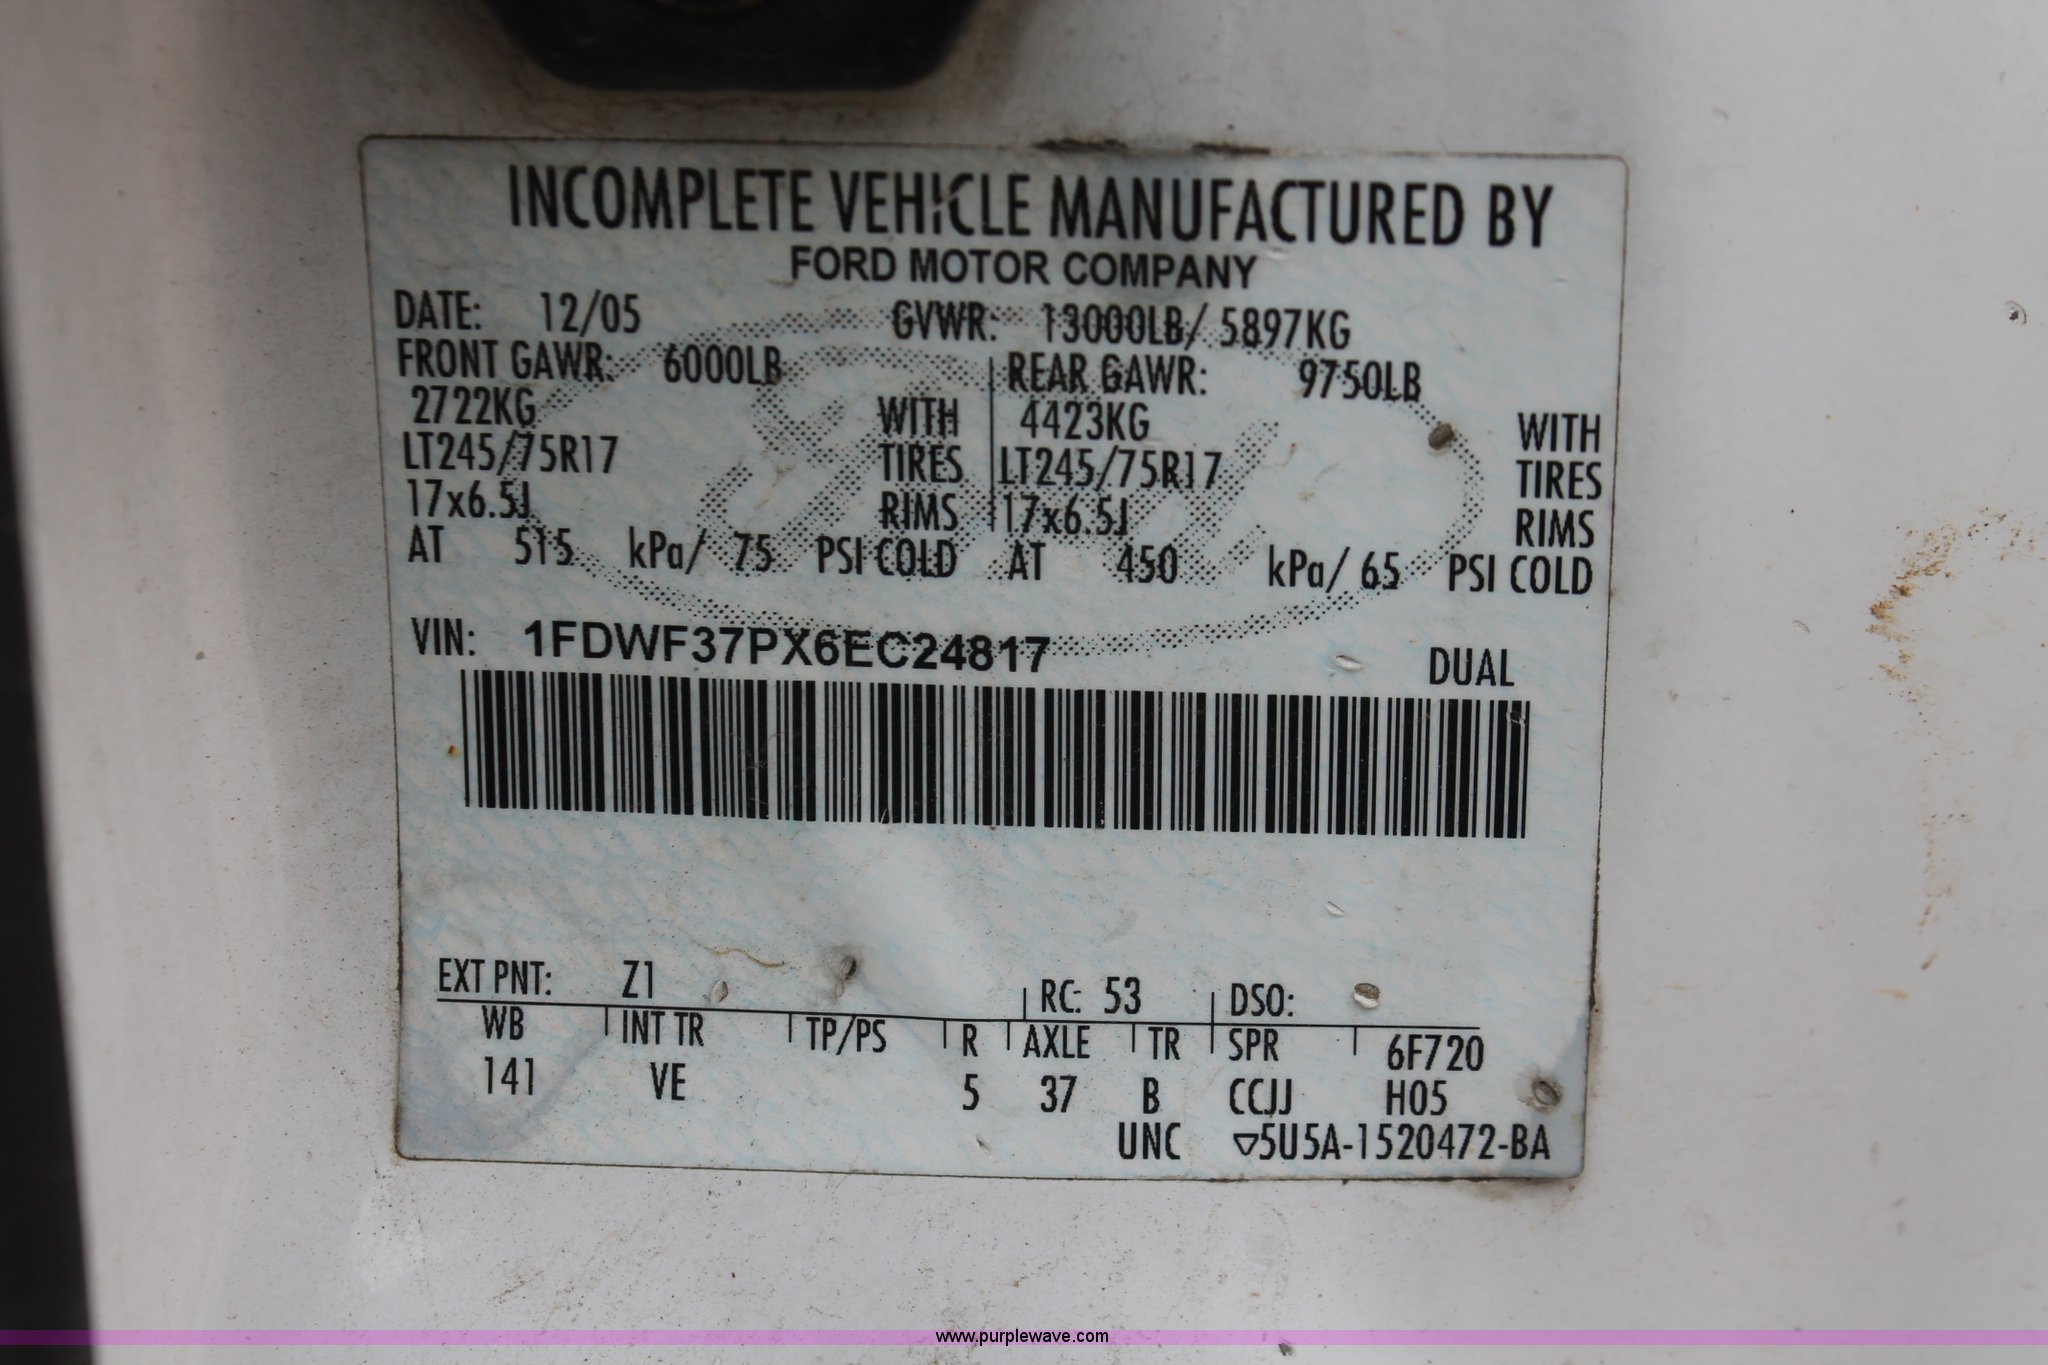 INCOMPLETE VEHICLE MANUFACTURED BY
FORD MOTOR COMPANY
DATE: 12/05 GVWR: 13000LB/ 5897KG
FRONT GAWR: 6000LB REAR GAWR: 9750LB
2722KG WITH 4423KG WITH
LT245/75R17 TIRES LT245/75R17 TIRES
17x6.5J RIMS 17x6.5J RIMS
AT 515 kPa/ 75 PSI COLD AT 450 kPa/ 65 PSI COLD
VIN: 1FDWF37PX6EC24817 DUAL
EXT PNT: Z1 RC: 53 DSO:
WB INT TR TP/PS R AXLE TR SPR 6F720
141 VE 5 37 B CCJJ H05
UNC ▽5U5A-1520472-BA
www.purplewave.com